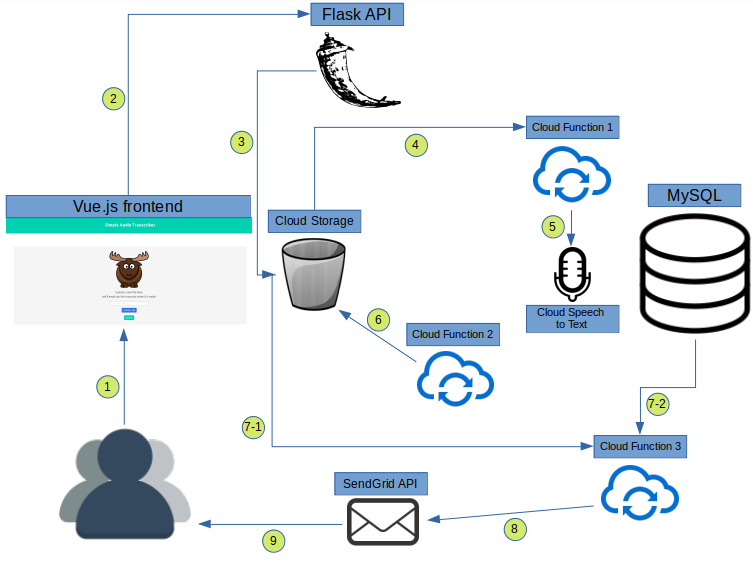 Flask API
2
3
4
Cloud Function 1
MySQL
Vue.js frontend
Simple Audio Transcriber
Cloud Storage
5
Cloud Speech
to Text
6
Cloud Function 2
1
7-1
7-2
Cloud Function 3
SendGrid API
8
9